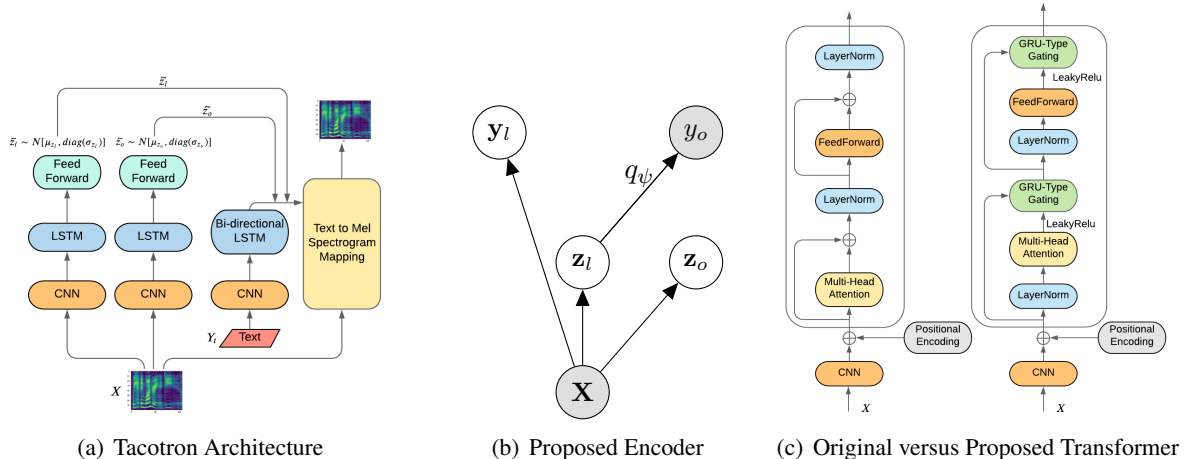 z̃_l
z̃_o
z̃_l ~ N[μ_{z_l}, diag(σ_{z_l})]
z̃_o ~ N[μ_{z_o}, diag(σ_{z_o})]
Feed
Forward
Feed
Forward
LSTM
LSTM
Bi-directional
LSTM
Text to Mel
Spectrogram
Mapping
CNN
CNN
CNN
Y_t
Text
X
(a) Tacotron Architecture
y_l
y_o
q_ψ
z_l
z_o
X
(b) Proposed Encoder
LayerNorm
FeedForward
LayerNorm
Multi-Head
Attention
Positional
Encoding
CNN
X
GRU-Type
Gating
LeakyRelu
FeedForward
LayerNorm
GRU-Type
Gating
LeakyRelu
Multi-Head
Attention
LayerNorm
Positional
Encoding
CNN
X
(c) Original versus Proposed Transformer